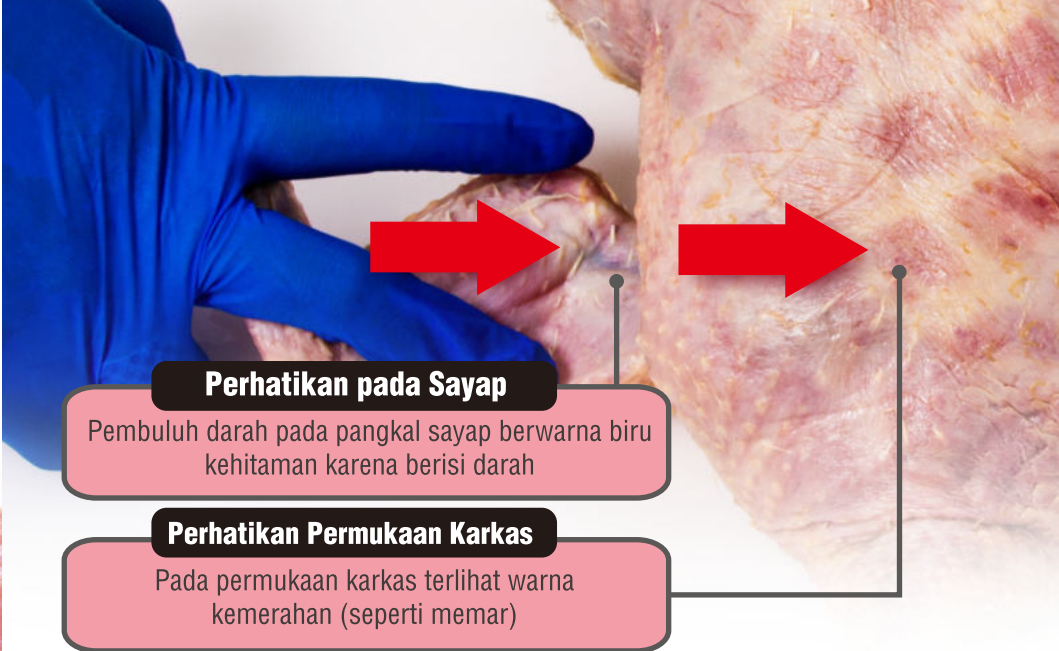 Perhatikan pada Sayap
Pembuluh darah pada pangkal sayap berwarna biru
kehitaman karena berisi darah
Perhatikan Permukaan Karkas
Pada permukaan karkas terlihat warna
kemerahan (seperti memar)